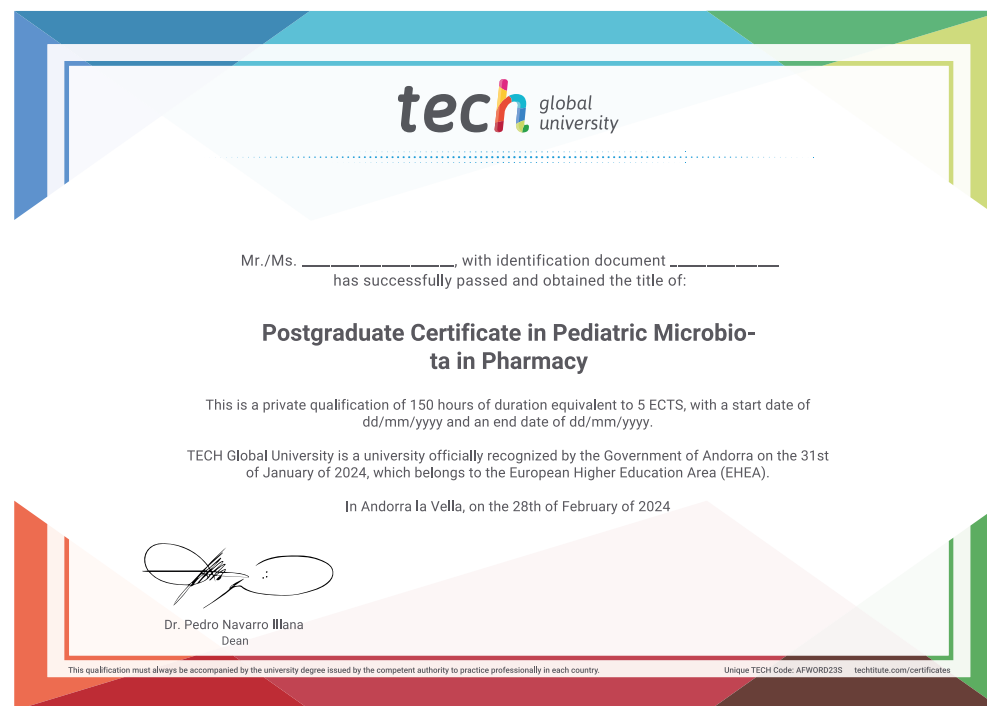 tech global university
Mr./Ms. ____________________, with identification document ______________
has successfully passed and obtained the title of:
Postgraduate Certificate in Pediatric Microbio-
ta in Pharmacy
This is a private qualification of 150 hours of duration equivalent to 5 ECTS, with a start date of
dd/mm/yyyy and an end date of dd/mm/yyyy.
TECH Global University is a university officially recognized by the Government of Andorra on the 31st
of January of 2024, which belongs to the European Higher Education Area (EHEA).
In Andorra la Vella, on the 28th of February of 2024
Dr. Pedro Navarro Illana
Dean
This qualification must always be accompanied by the university degree issued by the competent authority to practice professionally in each country.
Unique TECH Code: AFWORD23S techtitute.com/certificates